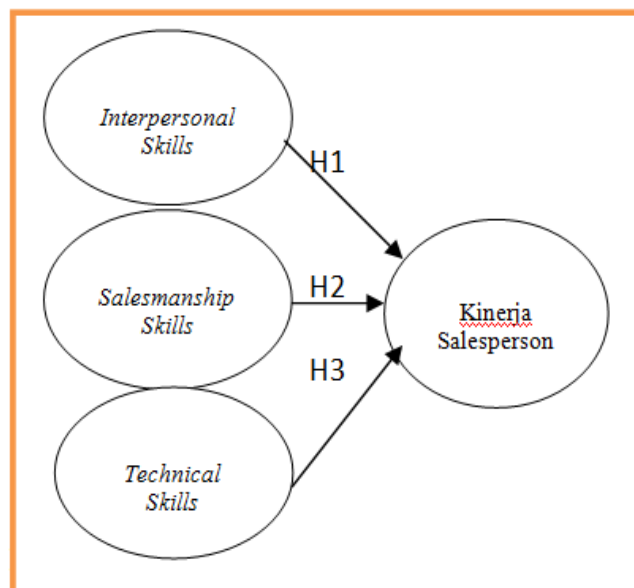 Interpersonal
Skills
H1
Salesmanship
Skills
H2
Kinerja
Salesperson
H3
Technical
Skills